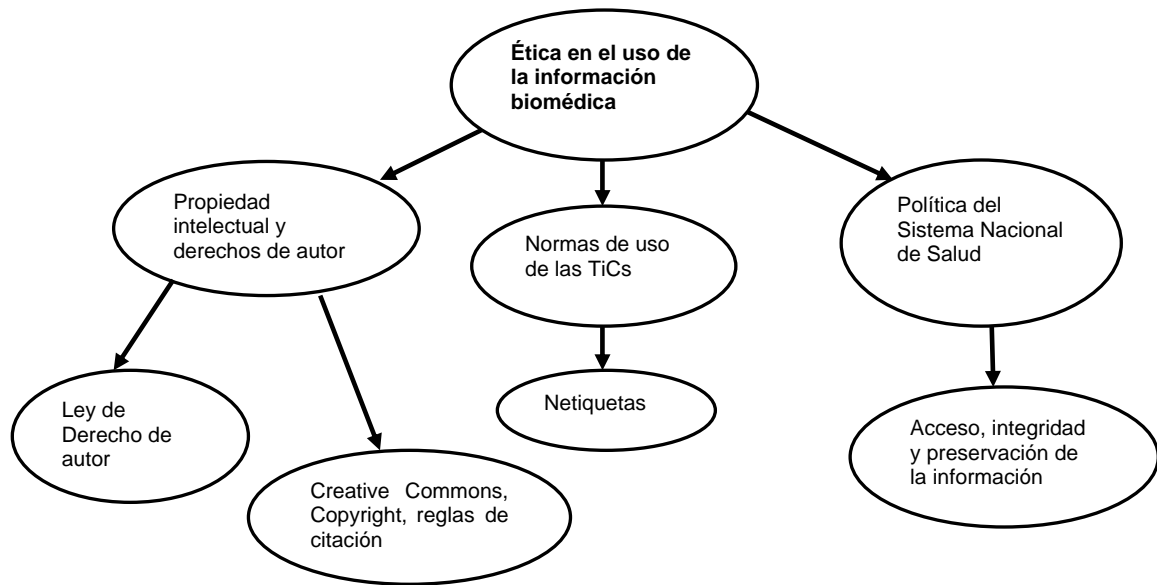 Ética en el uso de
la información
biomédica
Propiedad
intelectual y
derechos de autor
Normas de uso
de las TiCs
Política del
Sistema Nacional
de Salud
Ley de
Derecho de
autor
Creative Commons,
Copyright, reglas de
citación
Netiquetas
Acceso, integridad
y preservación de
la información